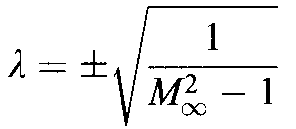 λ = ±√(1 / (M∞² − 1))